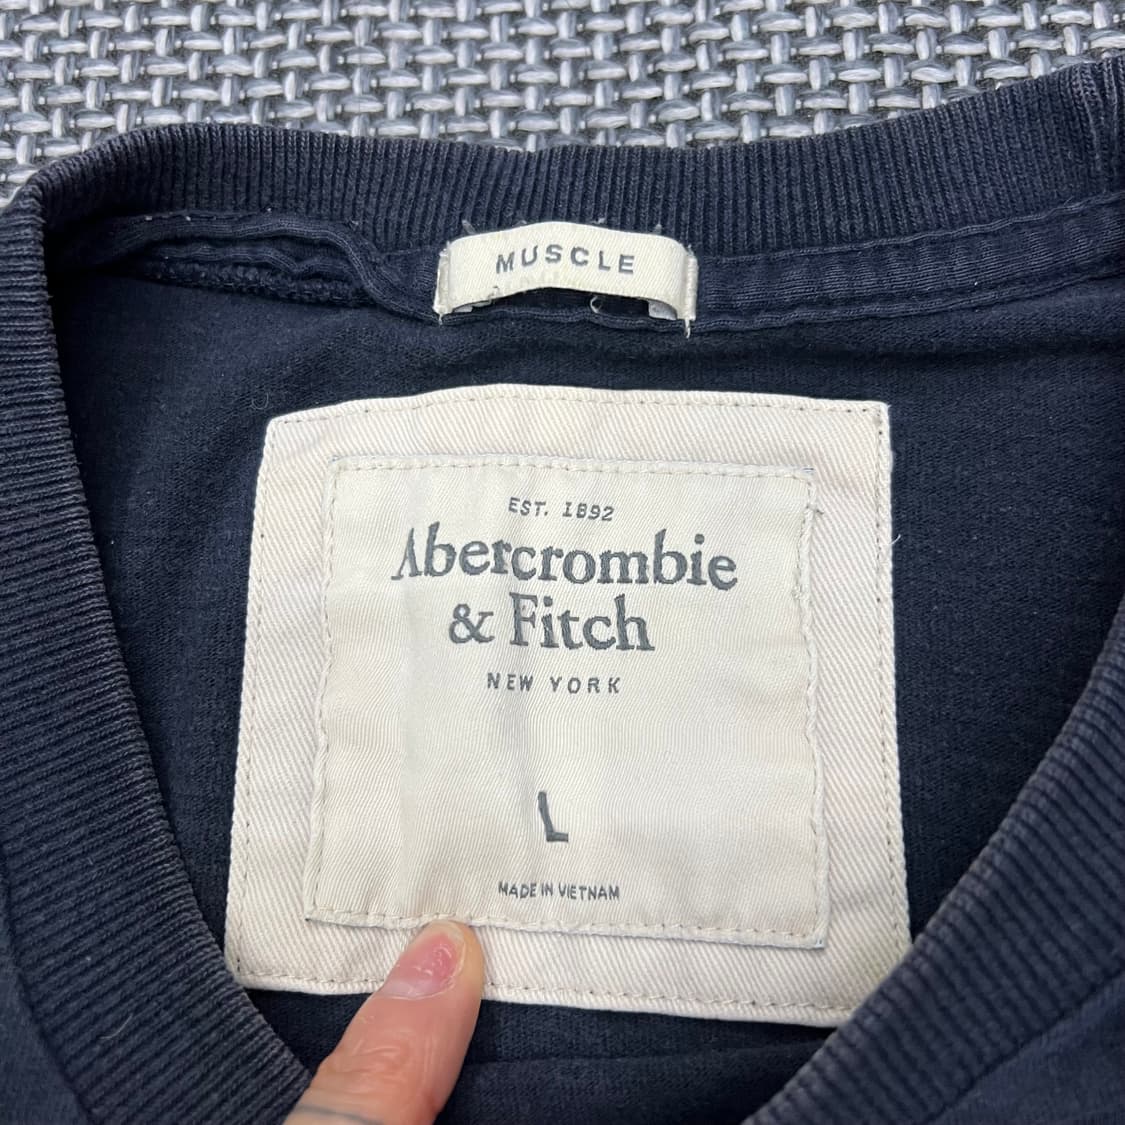 MUSCLE
EST. 1892
Abercrombie
& Fitch
NEW YORK
L
MADE IN VIETNAM